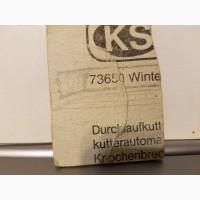 KS
73650 Winte
Durchlaufkutt
kutterautoma
Knochenbrec